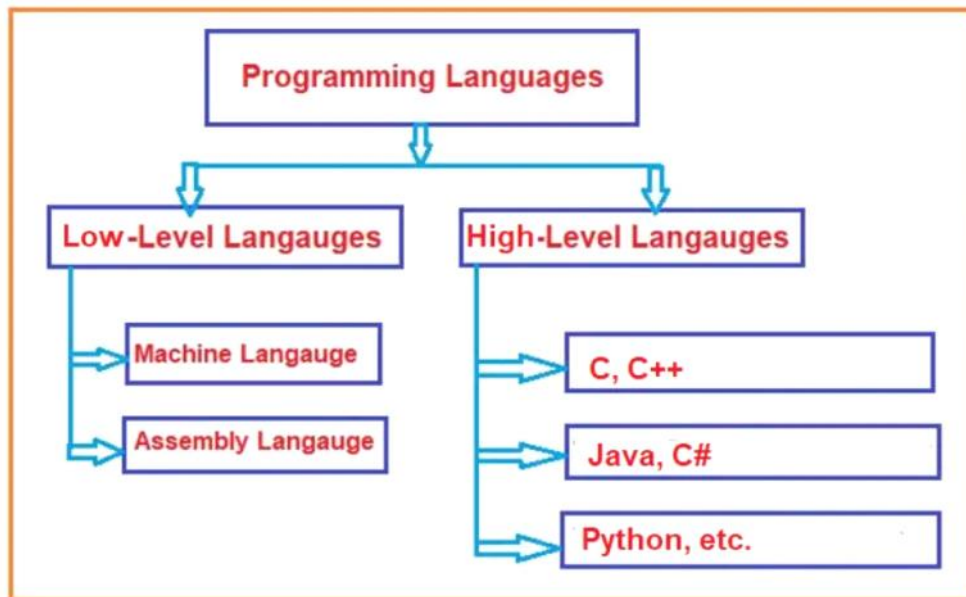 Programming Languages
Low-Level Langauges
High-Level Langauges
Machine Langauge
Assembly Langauge
C, C++
Java, C#
Python, etc.